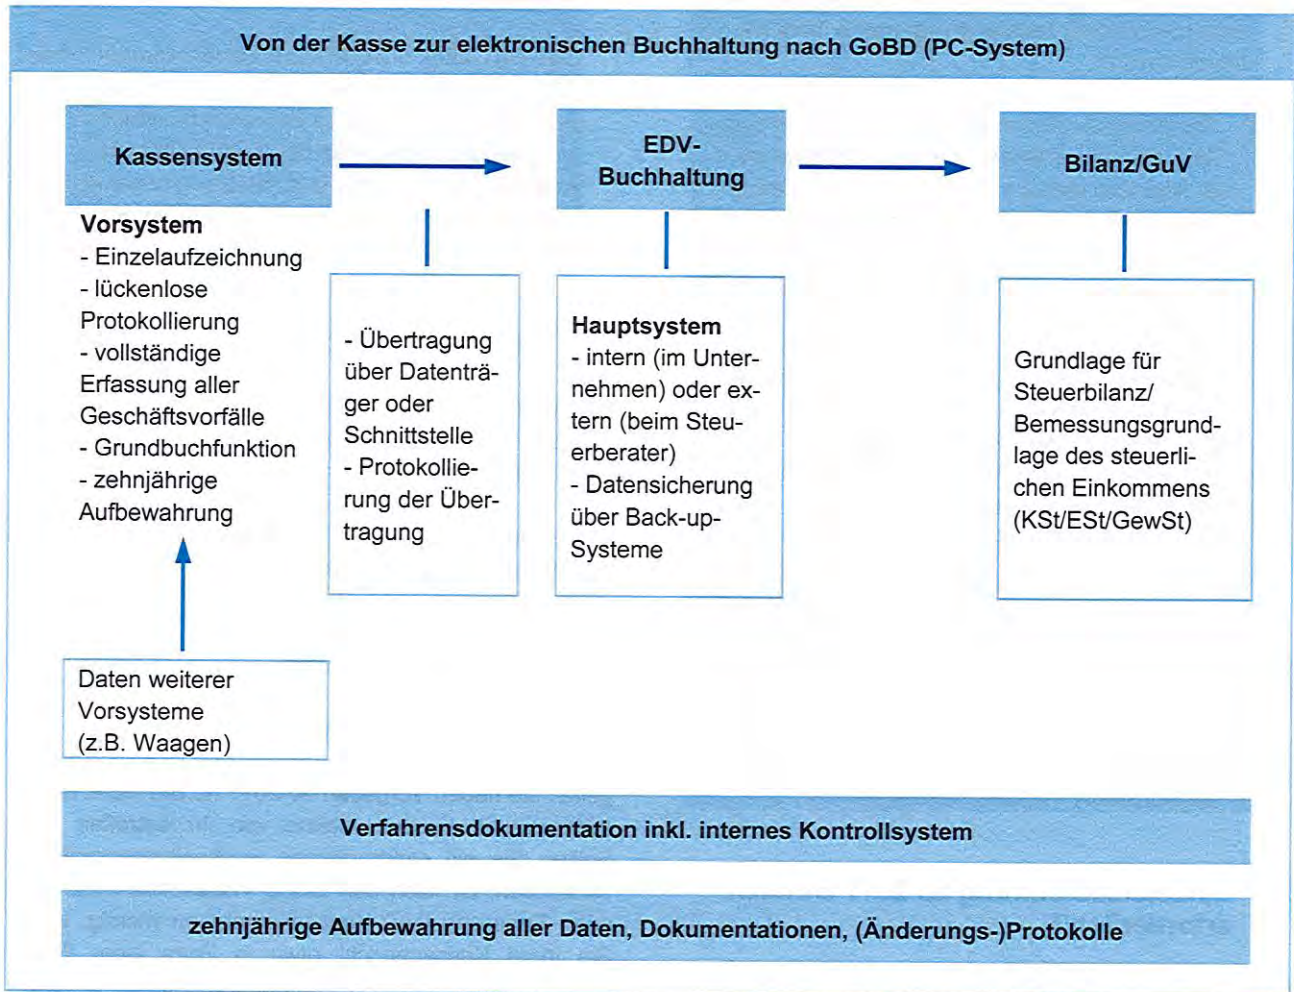 Von der Kasse zur elektronischen Buchhaltung nach GoBD (PC-System)
Kassensystem
EDV-
Buchhaltung
Bilanz/GuV
Vorsystem
- Einzelaufzeichnung
- lückenlose
Protokollierung
- vollständige
Erfassung aller
Geschäftsvorfälle
- Grundbuchfunktion
- zehnjährige
Aufbewahrung
- Übertragung
über Datenträ-
ger oder
Schnittstelle
- Protokollie-
rung der Über-
tragung
Hauptsystem
- intern (im Unter-
nehmen) oder ex-
tern (beim Steu-
erberater)
- Datensicherung
über Back-up-
Systeme
Grundlage für
Steuerbilanz/
Bemessungsgrund-
lage des steuerli-
chen Einkommens
(KSt/ESt/GewSt)
Daten weiterer
Vorsysteme
(z.B. Waagen)
Verfahrensdokumentation inkl. internes Kontrollsystem
zehnjährige Aufbewahrung aller Daten, Dokumentationen, (Änderungs-)Protokolle